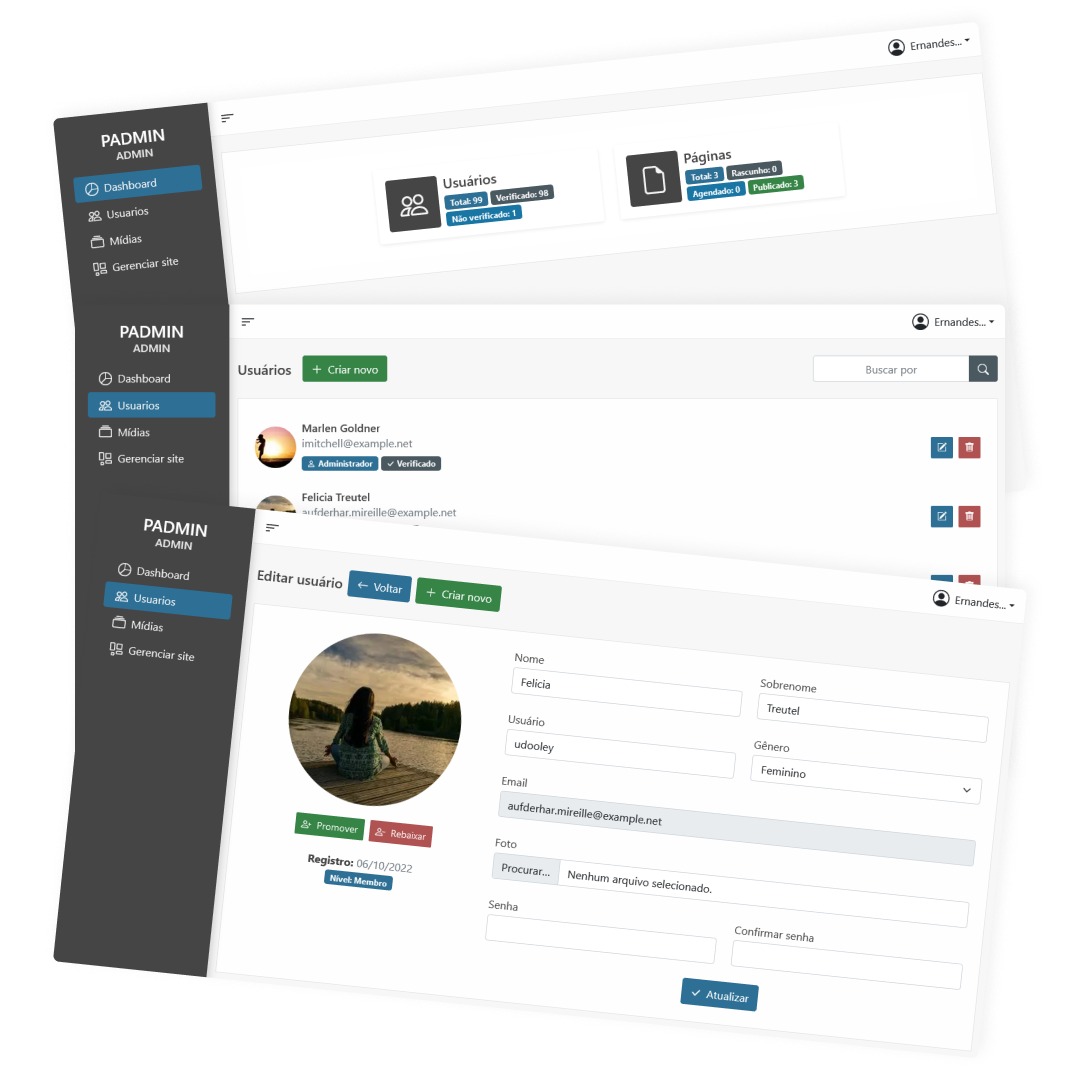 Ernandes...
PADMIN
ADMIN
Dashboard
Usuarios
Mídias
Gerenciar site
Usuários
Total: 99 Verificado: 98
Não verificado: 1
Páginas
Total: 3 Rascunho: 0
Agendado: 0 Publicado: 3
PADMIN
ADMIN
Dashboard
Usuarios
Mídias
Gerenciar site
Ernandes...
Usuários Criar novo Buscar por
Marlen Goldner
imitchell@example.net
Administrador Verificado
Felicia Treutel
aufderhar.mireille@example.net
PADMIN
ADMIN
Dashboard
Usuarios
Mídias
Gerenciar site
Ernandes...
Editar usuário Voltar Criar novo
Promover Rebaixar
Registro: 06/10/2022
Nível: Membro
Nome
Felicia
Sobrenome
Treutel
Usuário
udooley
Gênero
Feminino
Email
aufderhar.mireille@example.net
Foto
Procurar... Nenhum arquivo selecionado.
Senha
Confirmar senha
Atualizar